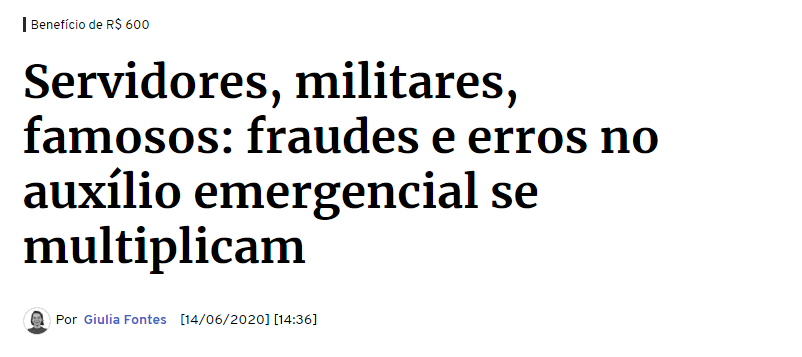 Benefício de R$ 600
Servidores, militares,
famosos: fraudes e erros no
auxílio emergencial se
multiplicam
Por Giulia Fontes [14/06/2020] [14:36]